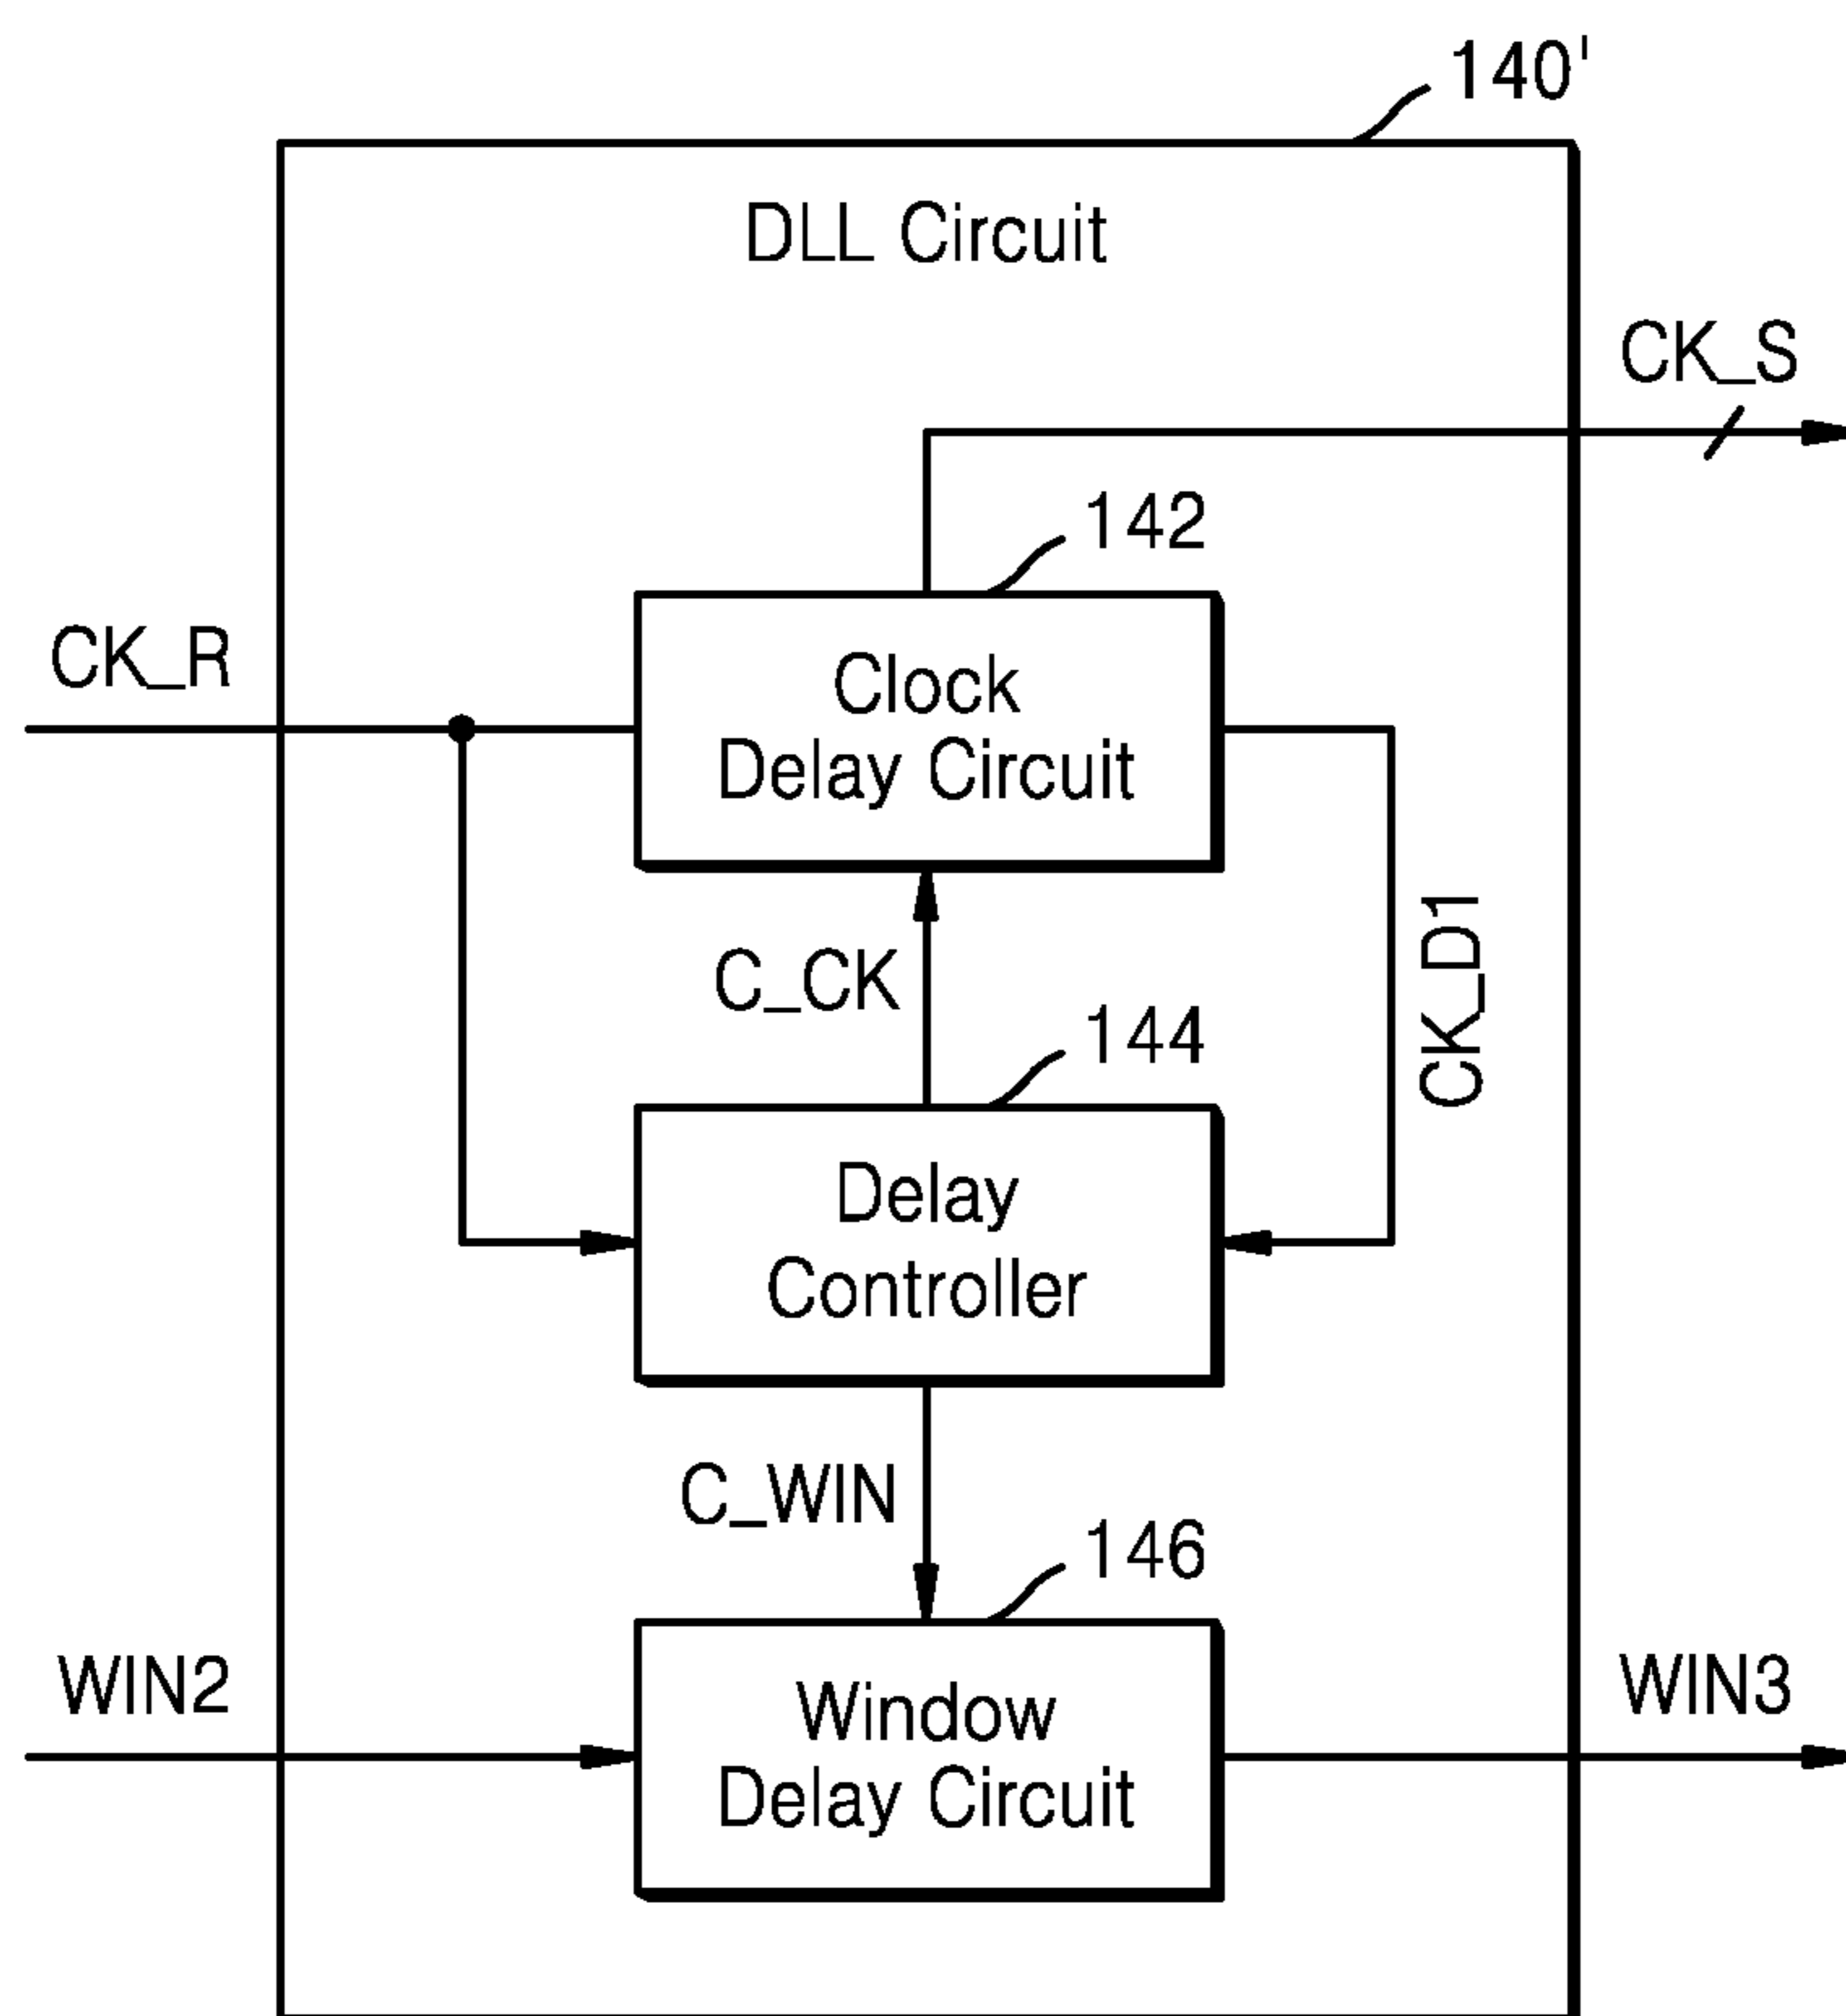 140'
DLL Circuit
CK_S
142
CK_R
Clock
Delay Circuit
C_CK
CK_D1
144
Delay
Controller
C_WIN
146
WIN2
Window
Delay Circuit
WIN3